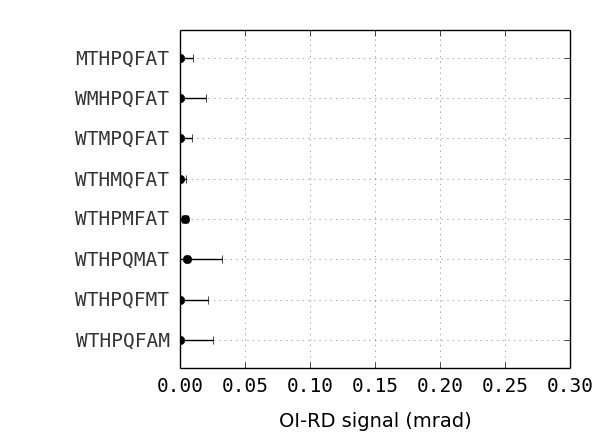 MTHPQFAT
WMHPQFAT
WTMPQFAT
WTHMQFAT
WTHPMFAT
WTHPQMAT
WTHPQFMT
WTHPQFAM
0.00 0.05 0.10 0.15 0.20 0.25 0.30
OI-RD signal (mrad)